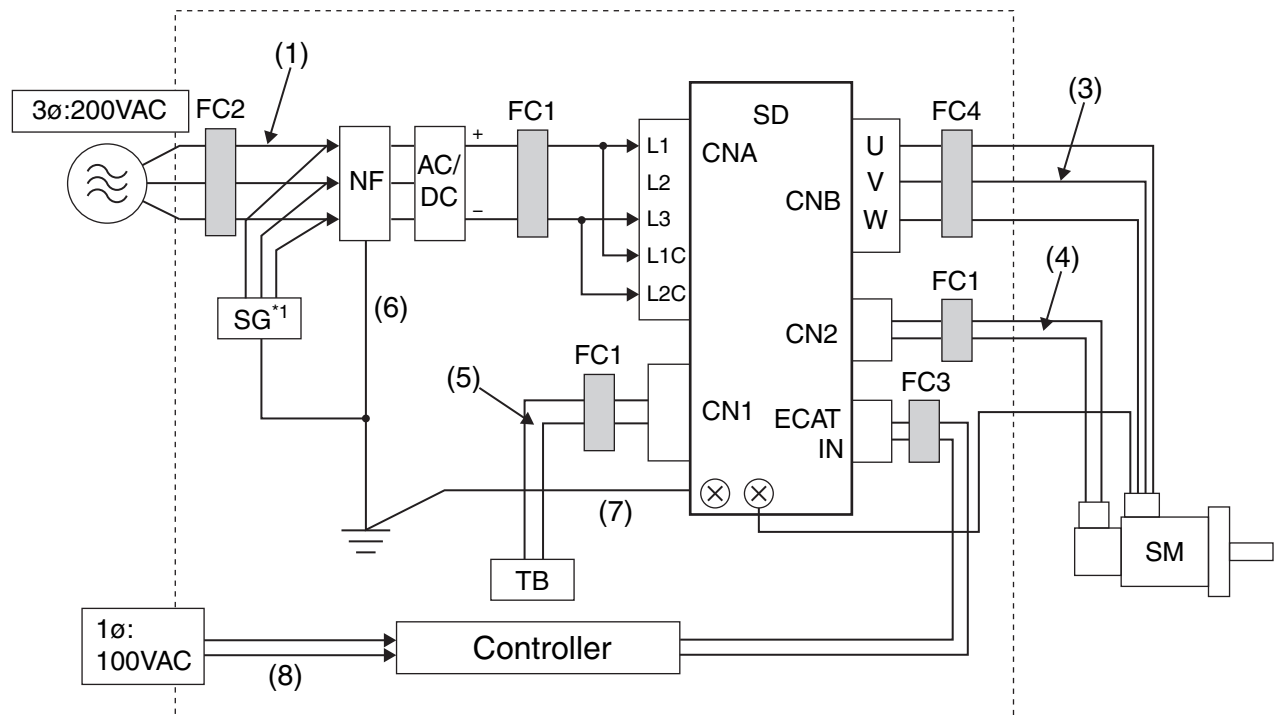 (1)
3ø:200VAC
FC2
FC1
SD
FC4
(3)
NF
AC/
DC
+
−
L1
L2
L3
L1C
L2C
CNA
CNB
U
V
W
SG*1
(6)
FC1
(4)
CN2
(5)
FC1
CN1
FC3
ECAT
IN
(7)
TB
SM
1ø:
100VAC
(8)
Controller